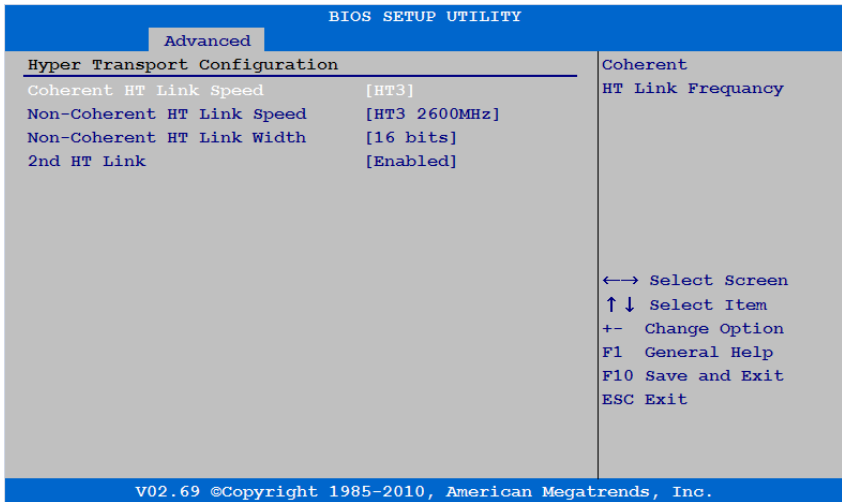 BIOS SETUP UTILITY
Advanced
Hyper Transport Configuration
Coherent HT Link Speed [HT3]
Non-Coherent HT Link Speed [HT3 2600MHz]
Non-Coherent HT Link Width [16 bits]
2nd HT Link [Enabled]
Coherent
HT Link Frequancy
←→ Select Screen
↑↓ Select Item
+- Change Option
F1 General Help
F10 Save and Exit
ESC Exit
V02.69 ©Copyright 1985-2010, American Megatrends, Inc.